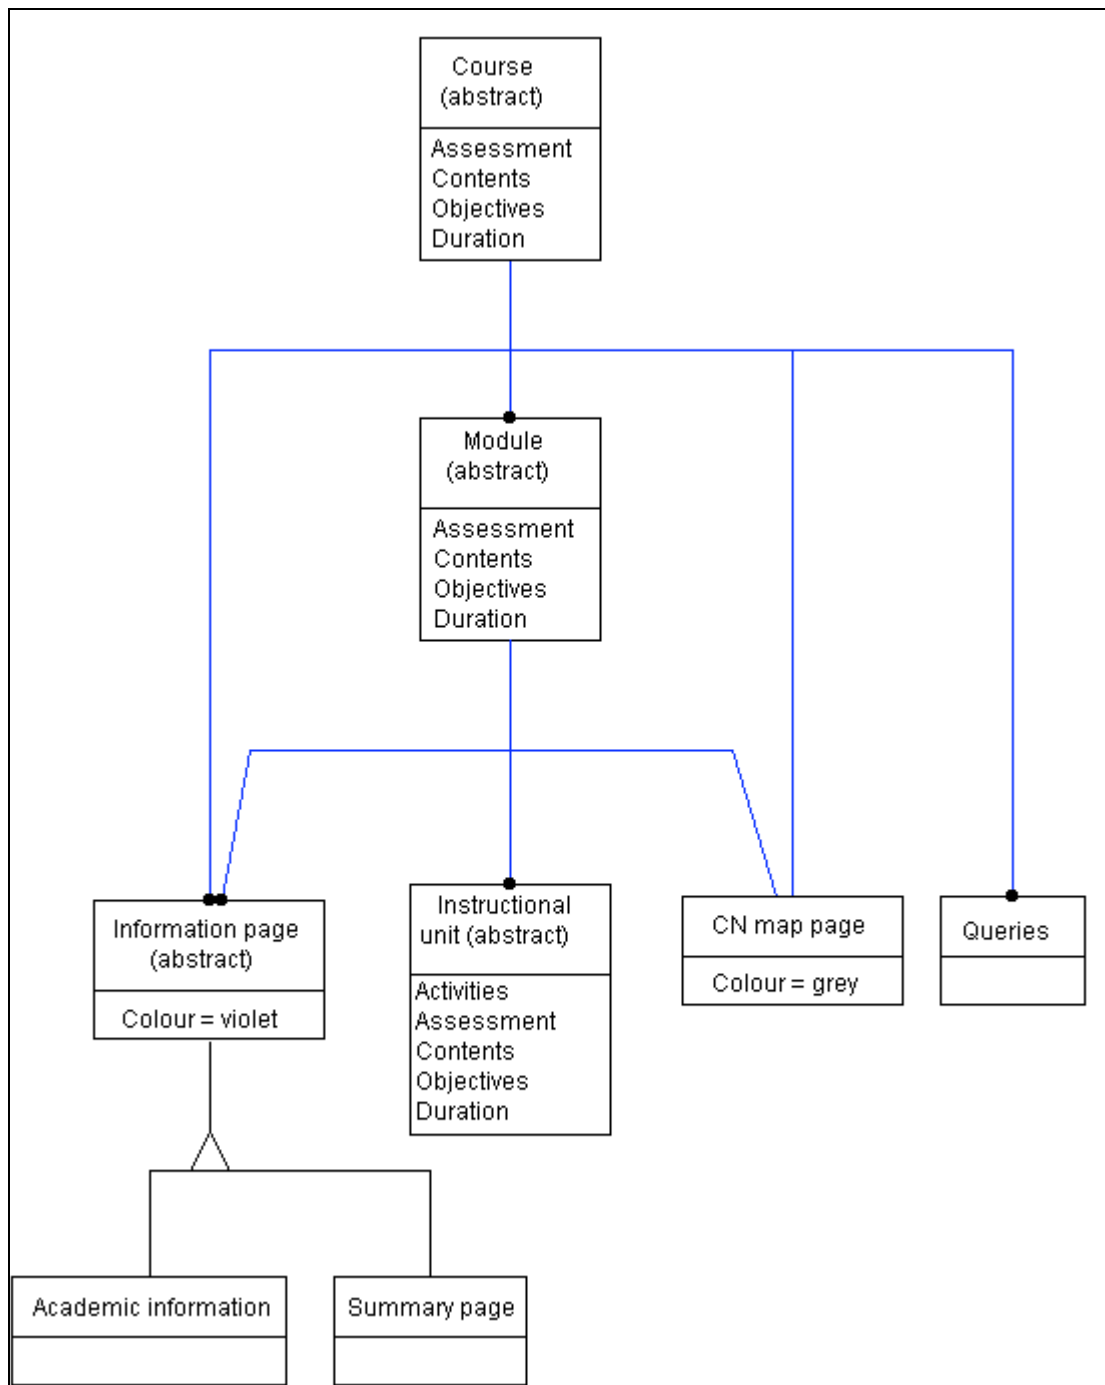 Course
(abstract)
Assessment
Contents
Objectives
Duration
Module
(abstract)
Assessment
Contents
Objectives
Duration
Information page
(abstract)
Colour = violet
Instructional
unit (abstract)
Activities
Assessment
Contents
Objectives
Duration
CN map page
Colour = grey
Queries
Academic information
Summary page